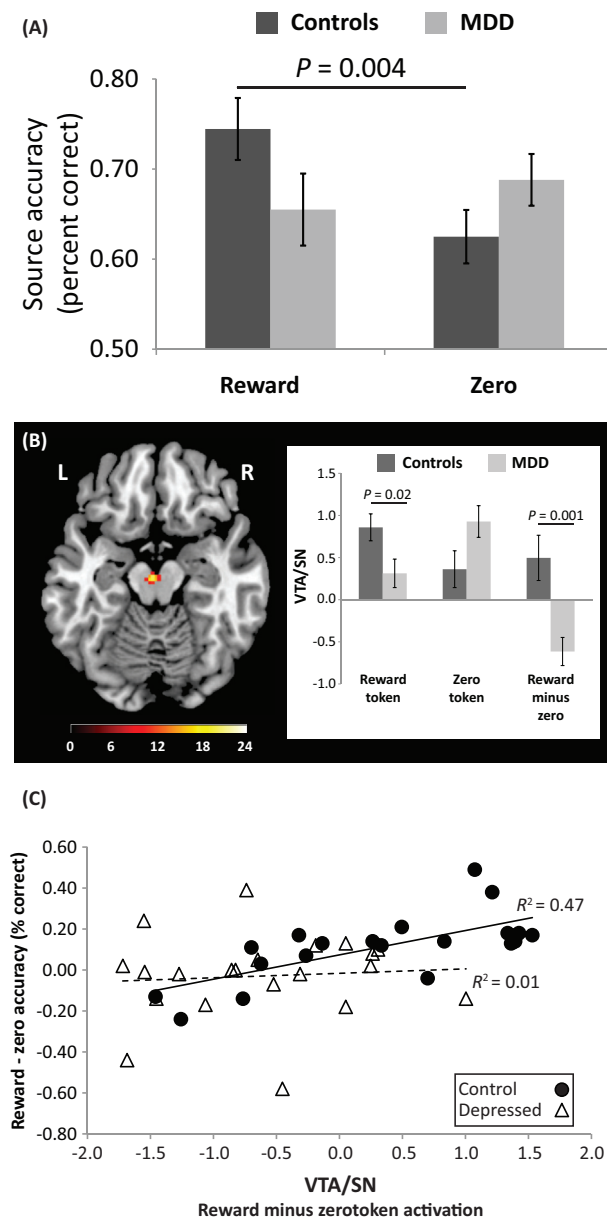 (A)
Controls MDD
P = 0.004
Source accuracy
(percent correct)
0.80
0.70
0.60
0.50
Reward Zero
(B)
L R
0 6 12 18 24
Controls MDD
P = 0.02
P = 0.001
VTA/SN
1.5
1.0
0.5
0.0
-0.5
-1.0
Reward
token
Zero
token
Reward
minus
zero
(C)
Reward - zero accuracy (% correct)
0.60
0.40
0.20
0.00
-0.20
-0.40
-0.60
-0.80
R² = 0.47
R² = 0.01
Control
Depressed
-2.0 -1.5 -1.0 -0.5 0.0 0.5 1.0 1.5 2.0
VTA/SN
Reward minus zerotoken activation